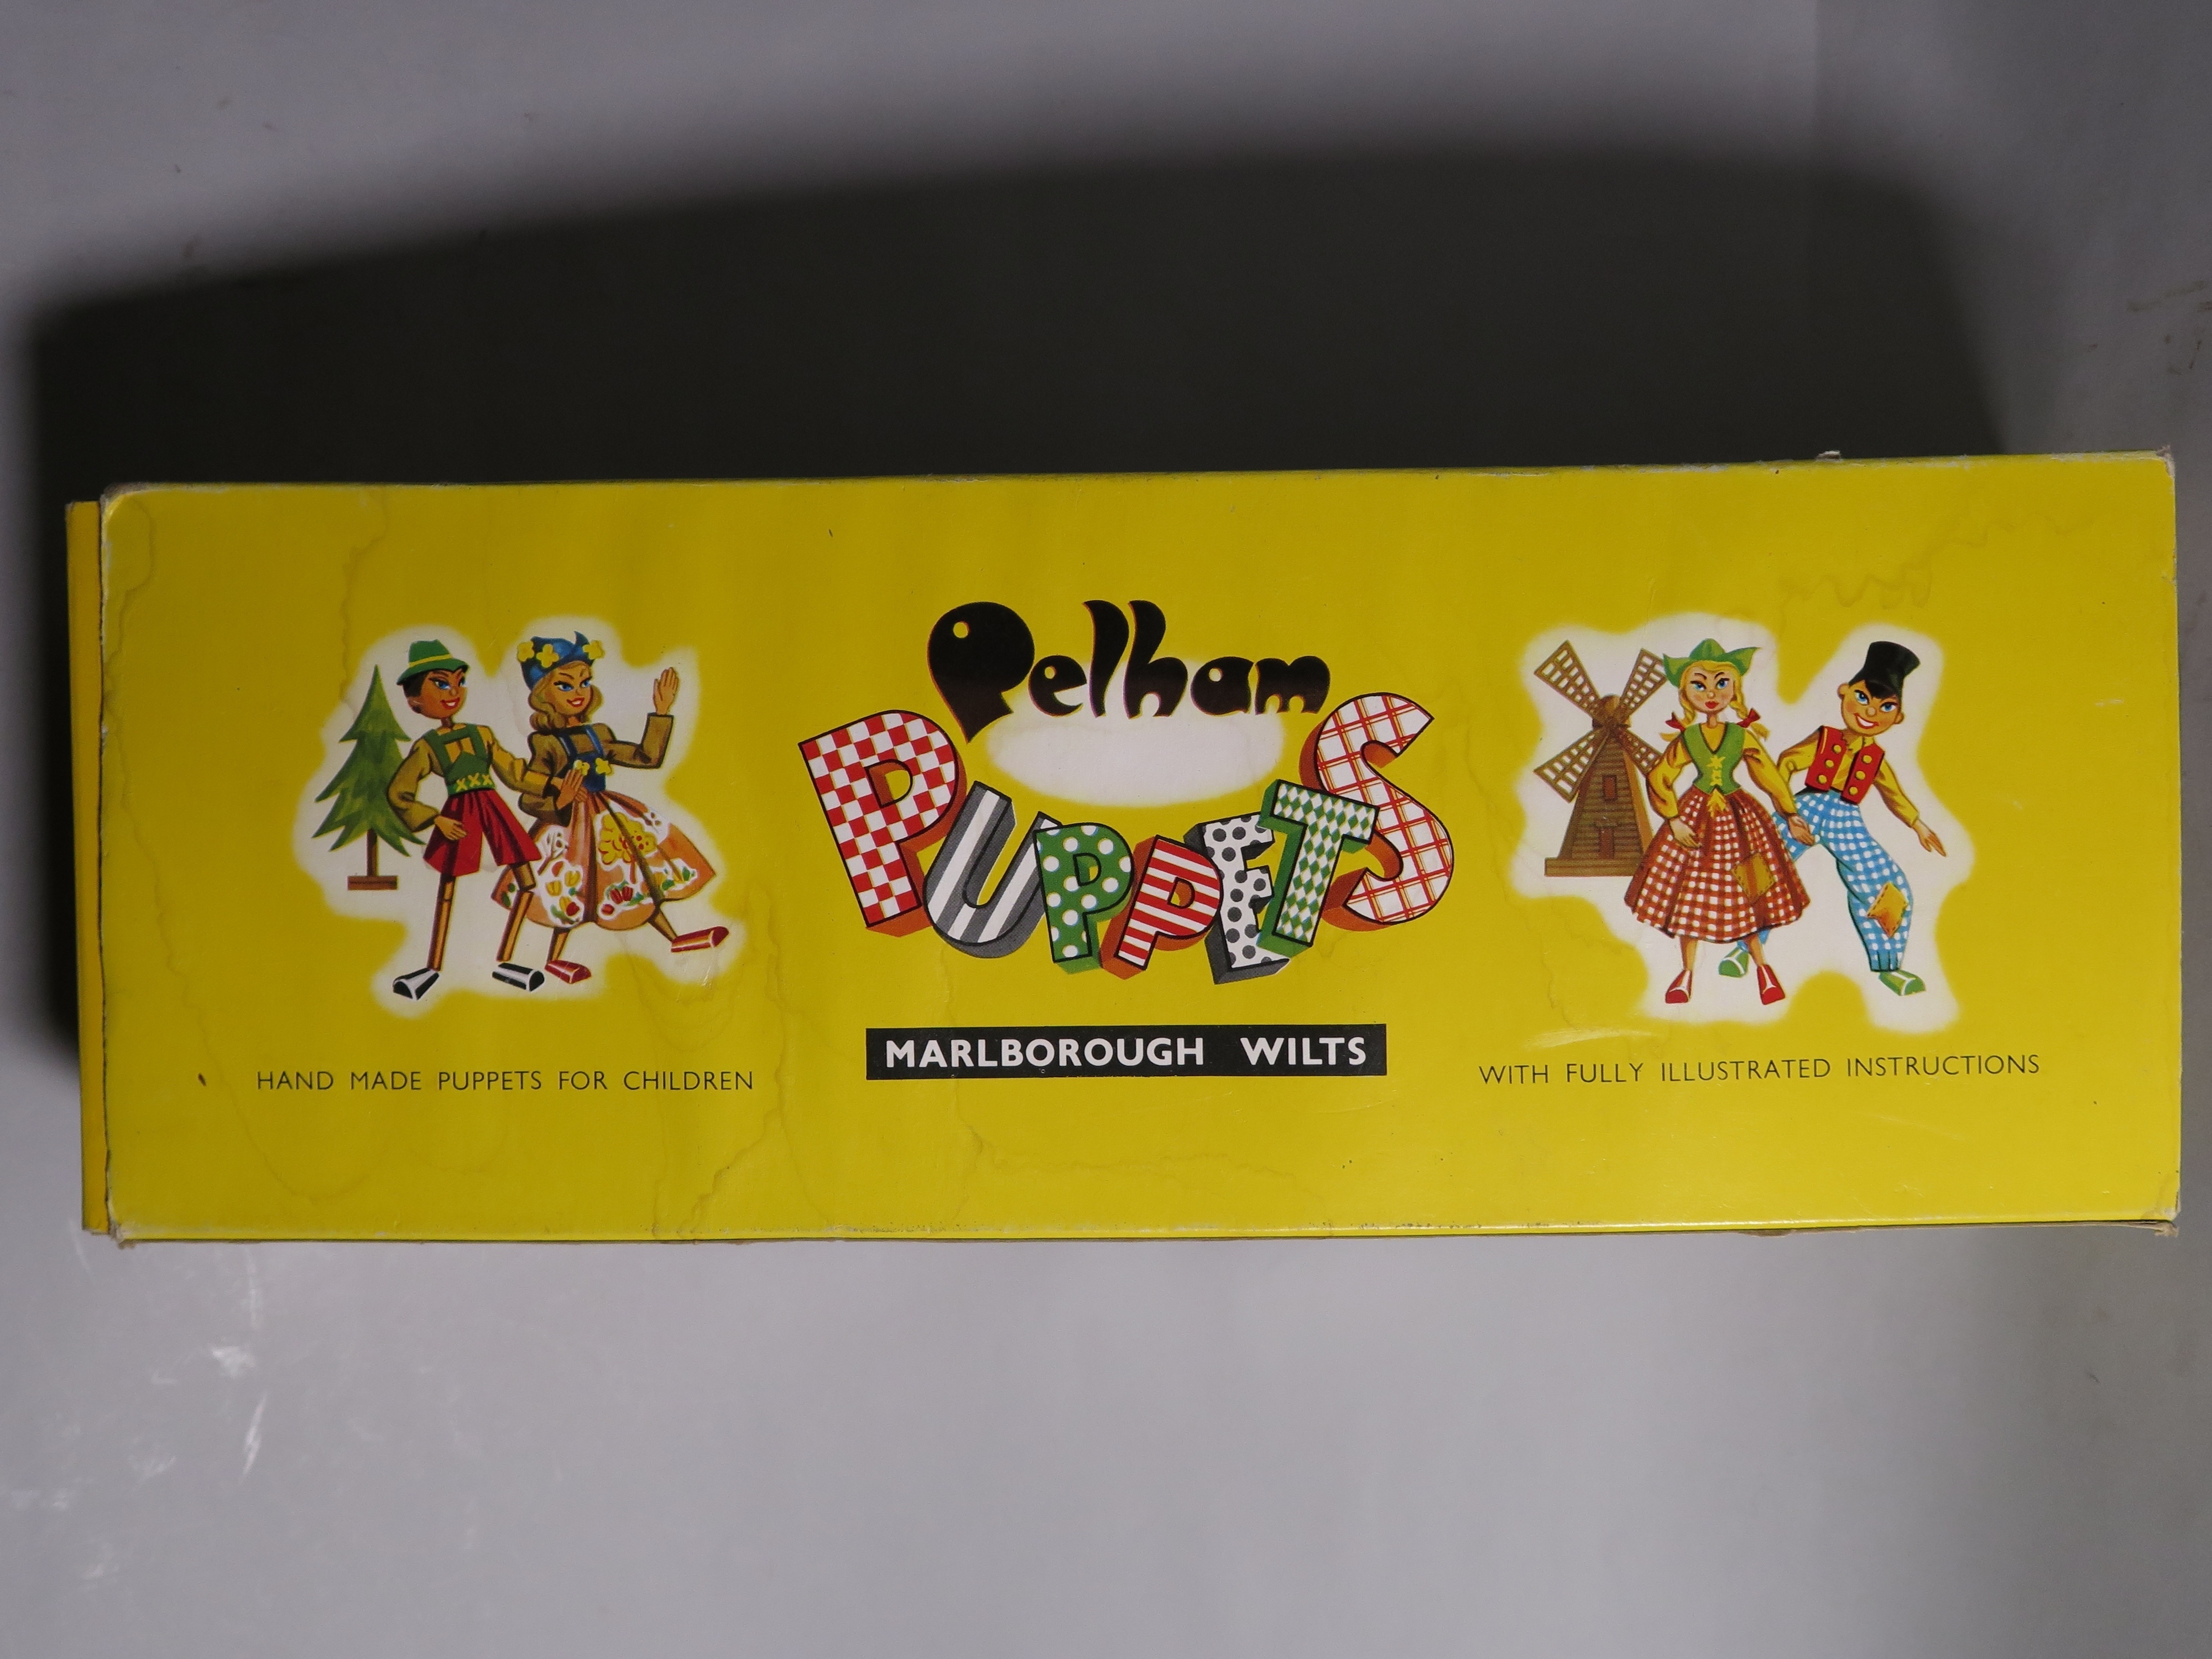 Pelham
PUPPETS
MARLBOROUGH WILTS
HAND MADE PUPPETS FOR CHILDREN
WITH FULLY ILLUSTRATED INSTRUCTIONS